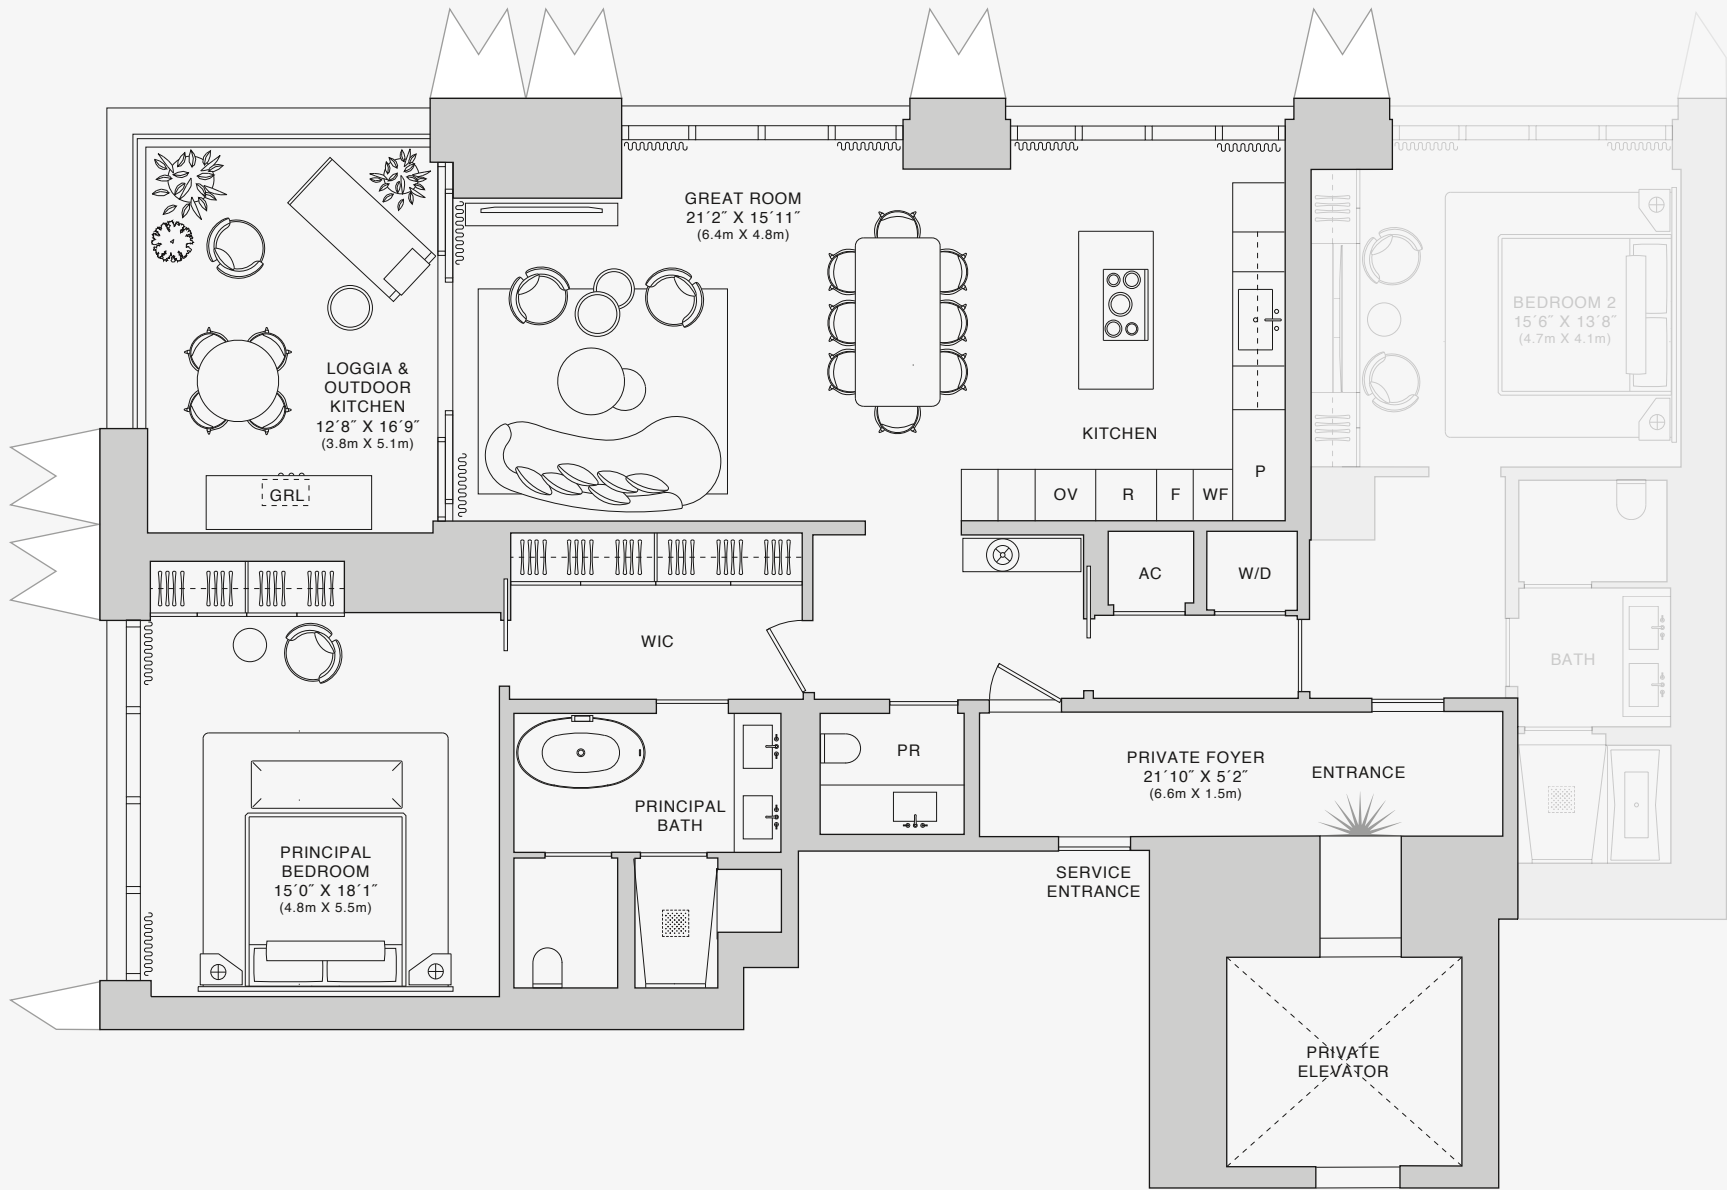 GREAT ROOM
21´2˝ X 15´11˝
(6.4m X 4.8m)
LOGGIA &
OUTDOOR
KITCHEN
12´8˝ X 16´9˝
(3.8m X 5.1m)
GRL
KITCHEN
OV
R
F
WF
P
BEDROOM 2
15´6˝ X 13´8˝
(4.7m X 4.1m)
AC
W/D
WIC
BATH
PRINCIPAL
BATH
PR
PRIVATE FOYER
21´10˝ X 5´2˝
(6.6m X 1.5m)
ENTRANCE
PRINCIPAL
BEDROOM
15´0˝ X 18´1˝
(4.8m X 5.5m)
SERVICE
ENTRANCE
PRIVATE
ELEVATOR